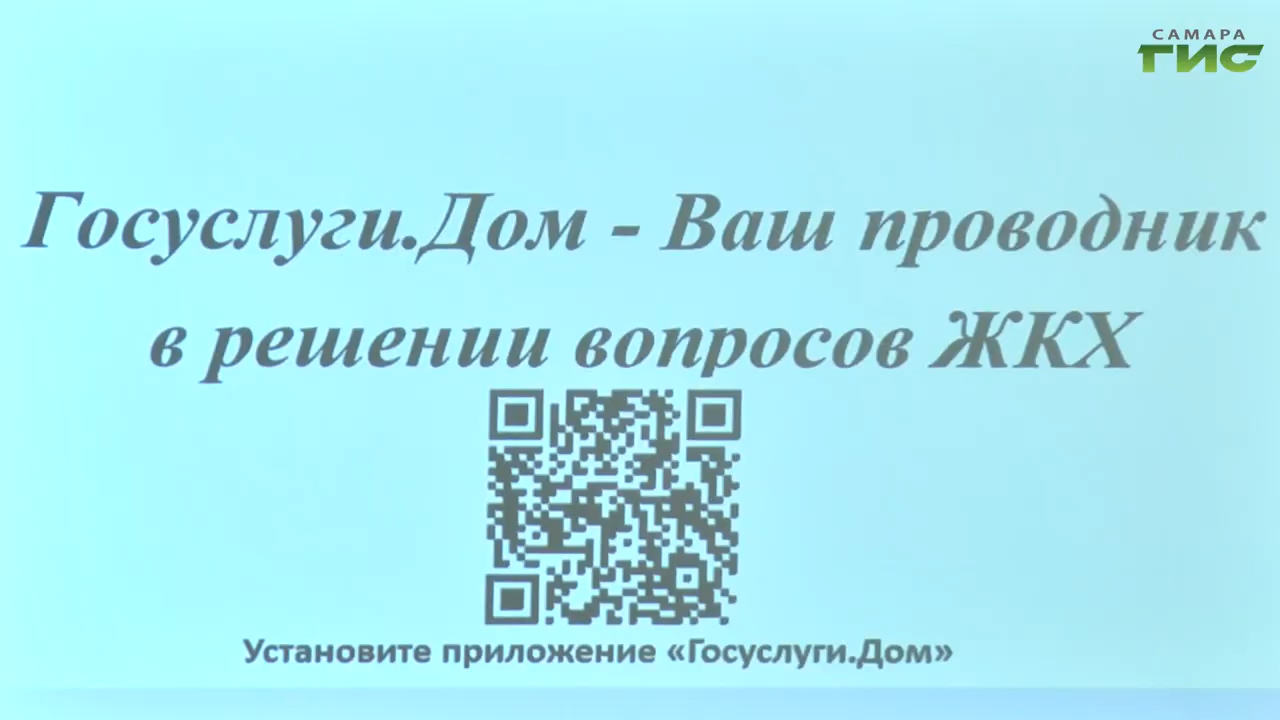 САМАРА
ГИС
Госуслуги.Дом - Ваш проводник
в решении вопросов ЖКХ
Установите приложение «Госуслуги.Дом»